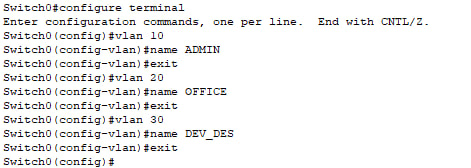 Switch0#configure terminal
Enter configuration commands, one per line.  End with CNTL/Z.
Switch0(config)#vlan 10
Switch0(config-vlan)#name ADMIN
Switch0(config-vlan)#exit
Switch0(config)#vlan 20
Switch0(config-vlan)#name OFFICE
Switch0(config-vlan)#exit
Switch0(config)#vlan 30
Switch0(config-vlan)#name DEV_DES
Switch0(config-vlan)#exit
Switch0(config)#